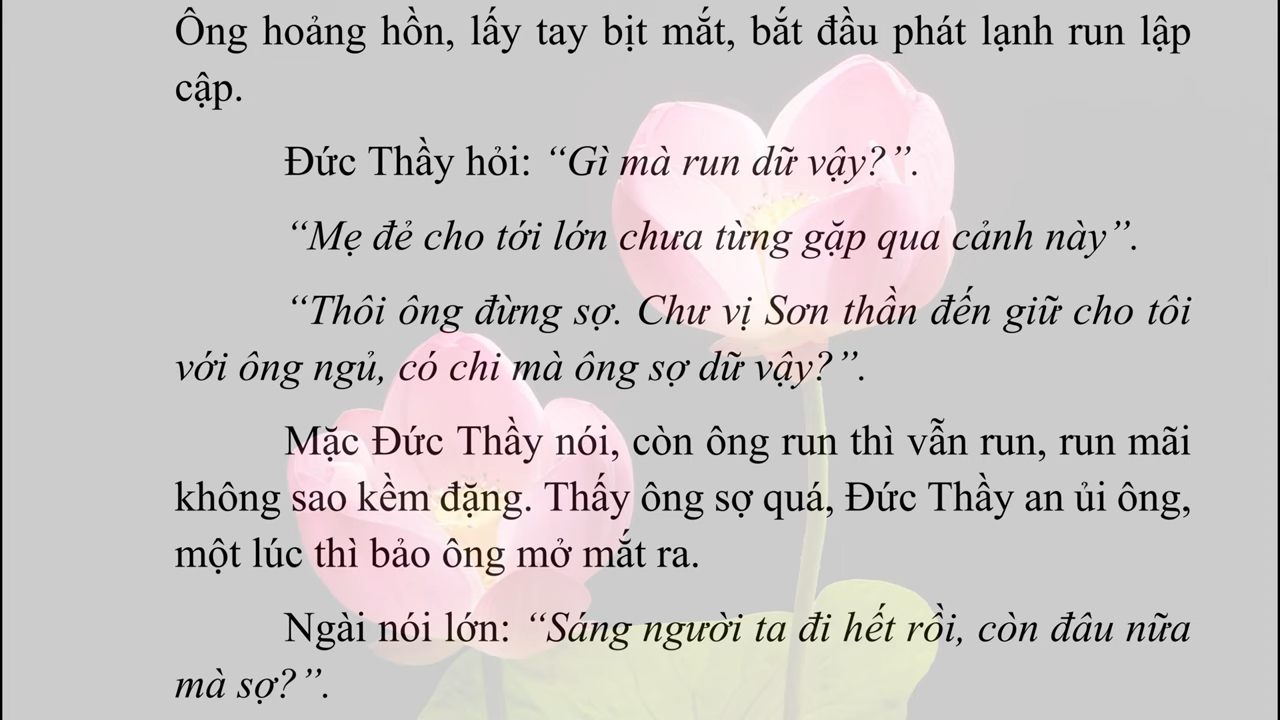 Ông hoảng hồn, lấy tay bịt mắt, bắt đầu phát lạnh run lập
cập.
Đức Thầy hỏi: “Gì mà run dữ vậy?”.
“Mẹ đẻ cho tới lớn chưa từng gặp qua cảnh này”.
“Thôi ông đừng sợ. Chư vị Sơn thần đến giữ cho tôi
với ông ngủ, có chi mà ông sợ dữ vậy?”.
Mặc Đức Thầy nói, còn ông run thì vẫn run, run mãi
không sao kềm đặng. Thấy ông sợ quá, Đức Thầy an ủi ông,
một lúc thì bảo ông mở mắt ra.
Ngài nói lớn: “Sáng người ta đi hết rồi, còn đâu nữa
mà sợ?”.